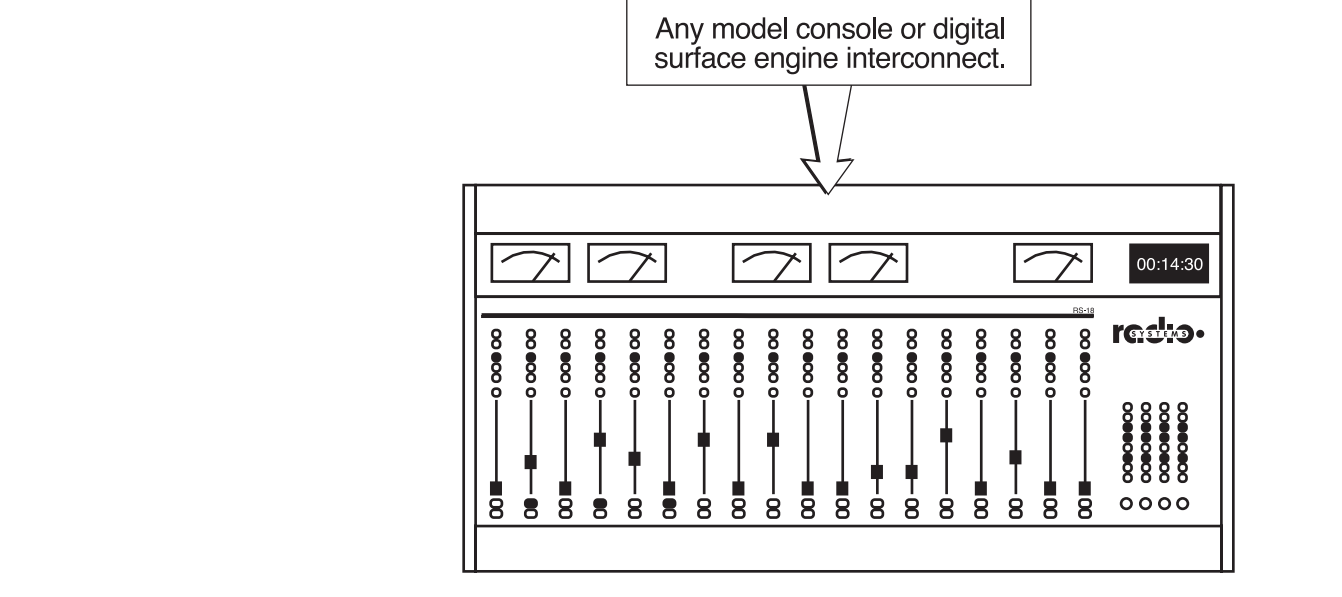 Any model console or digital
surface engine interconnect.
00:14:30
RS-18
radio
SYSTEMS